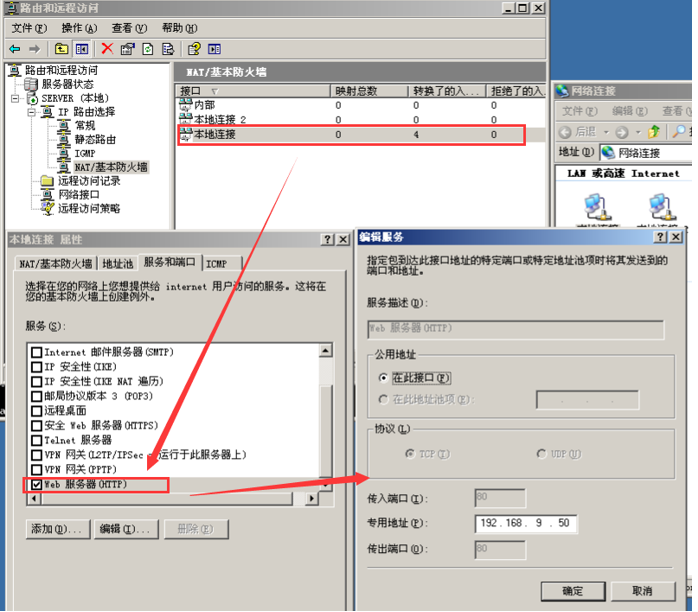 路由和远程访问
文件(F) 操作(A) 查看(V) 帮助(H)
路由和远程访问
服务器状态
SERVER (本地)
IP 路由选择
常规
静态路由
IGMP
NAT/基本防火墙
远程访问记录
网络接口
远程访问策略
NAT/基本防火墙
接口 映射总数 转换了的入... 拒绝了的入...
内部 0 0 0
本地连接 2 0 0 0
本地连接 0 4 0
网络连接
文件(F) 编辑(E) 查看(V
后退
地址(D) 网络连接
LAN 或高速 Internet
本地连接 属性
NAT/基本防火墙 地址池 服务和端口 ICMP
选择在您的网络上您想提供给 internet 用户访问的服务。这将在
您的基本防火墙上创建例外。
服务(S):
Internet 邮件服务器(SMTP)
IP 安全性(IKE)
IP 安全性(IKE NAT 遍历)
邮局协议版本 3 (POP3)
远程桌面
安全 Web 服务器(HTTPS)
Telnet 服务器
VPN 网关(L2TP/IPSec 运行于此服务器上)
VPN 网关(PPTP)
Web 服务器(HTTP)
添加(D)... 编辑(I)... 删除(E)
编辑服务
指定包到达此接口地址的特定端口或特定地址池项时将其发送到的
端口和地址。
服务描述(D):
Web 服务器(HTTP)
公用地址
在此接口(F)
在此地址池项(E):
协议(L)
TCP(T) UDP(U)
传入端口(I): 80
专用地址(P): 192.168. 9 .50
传出端口(O): 80
确定 取消